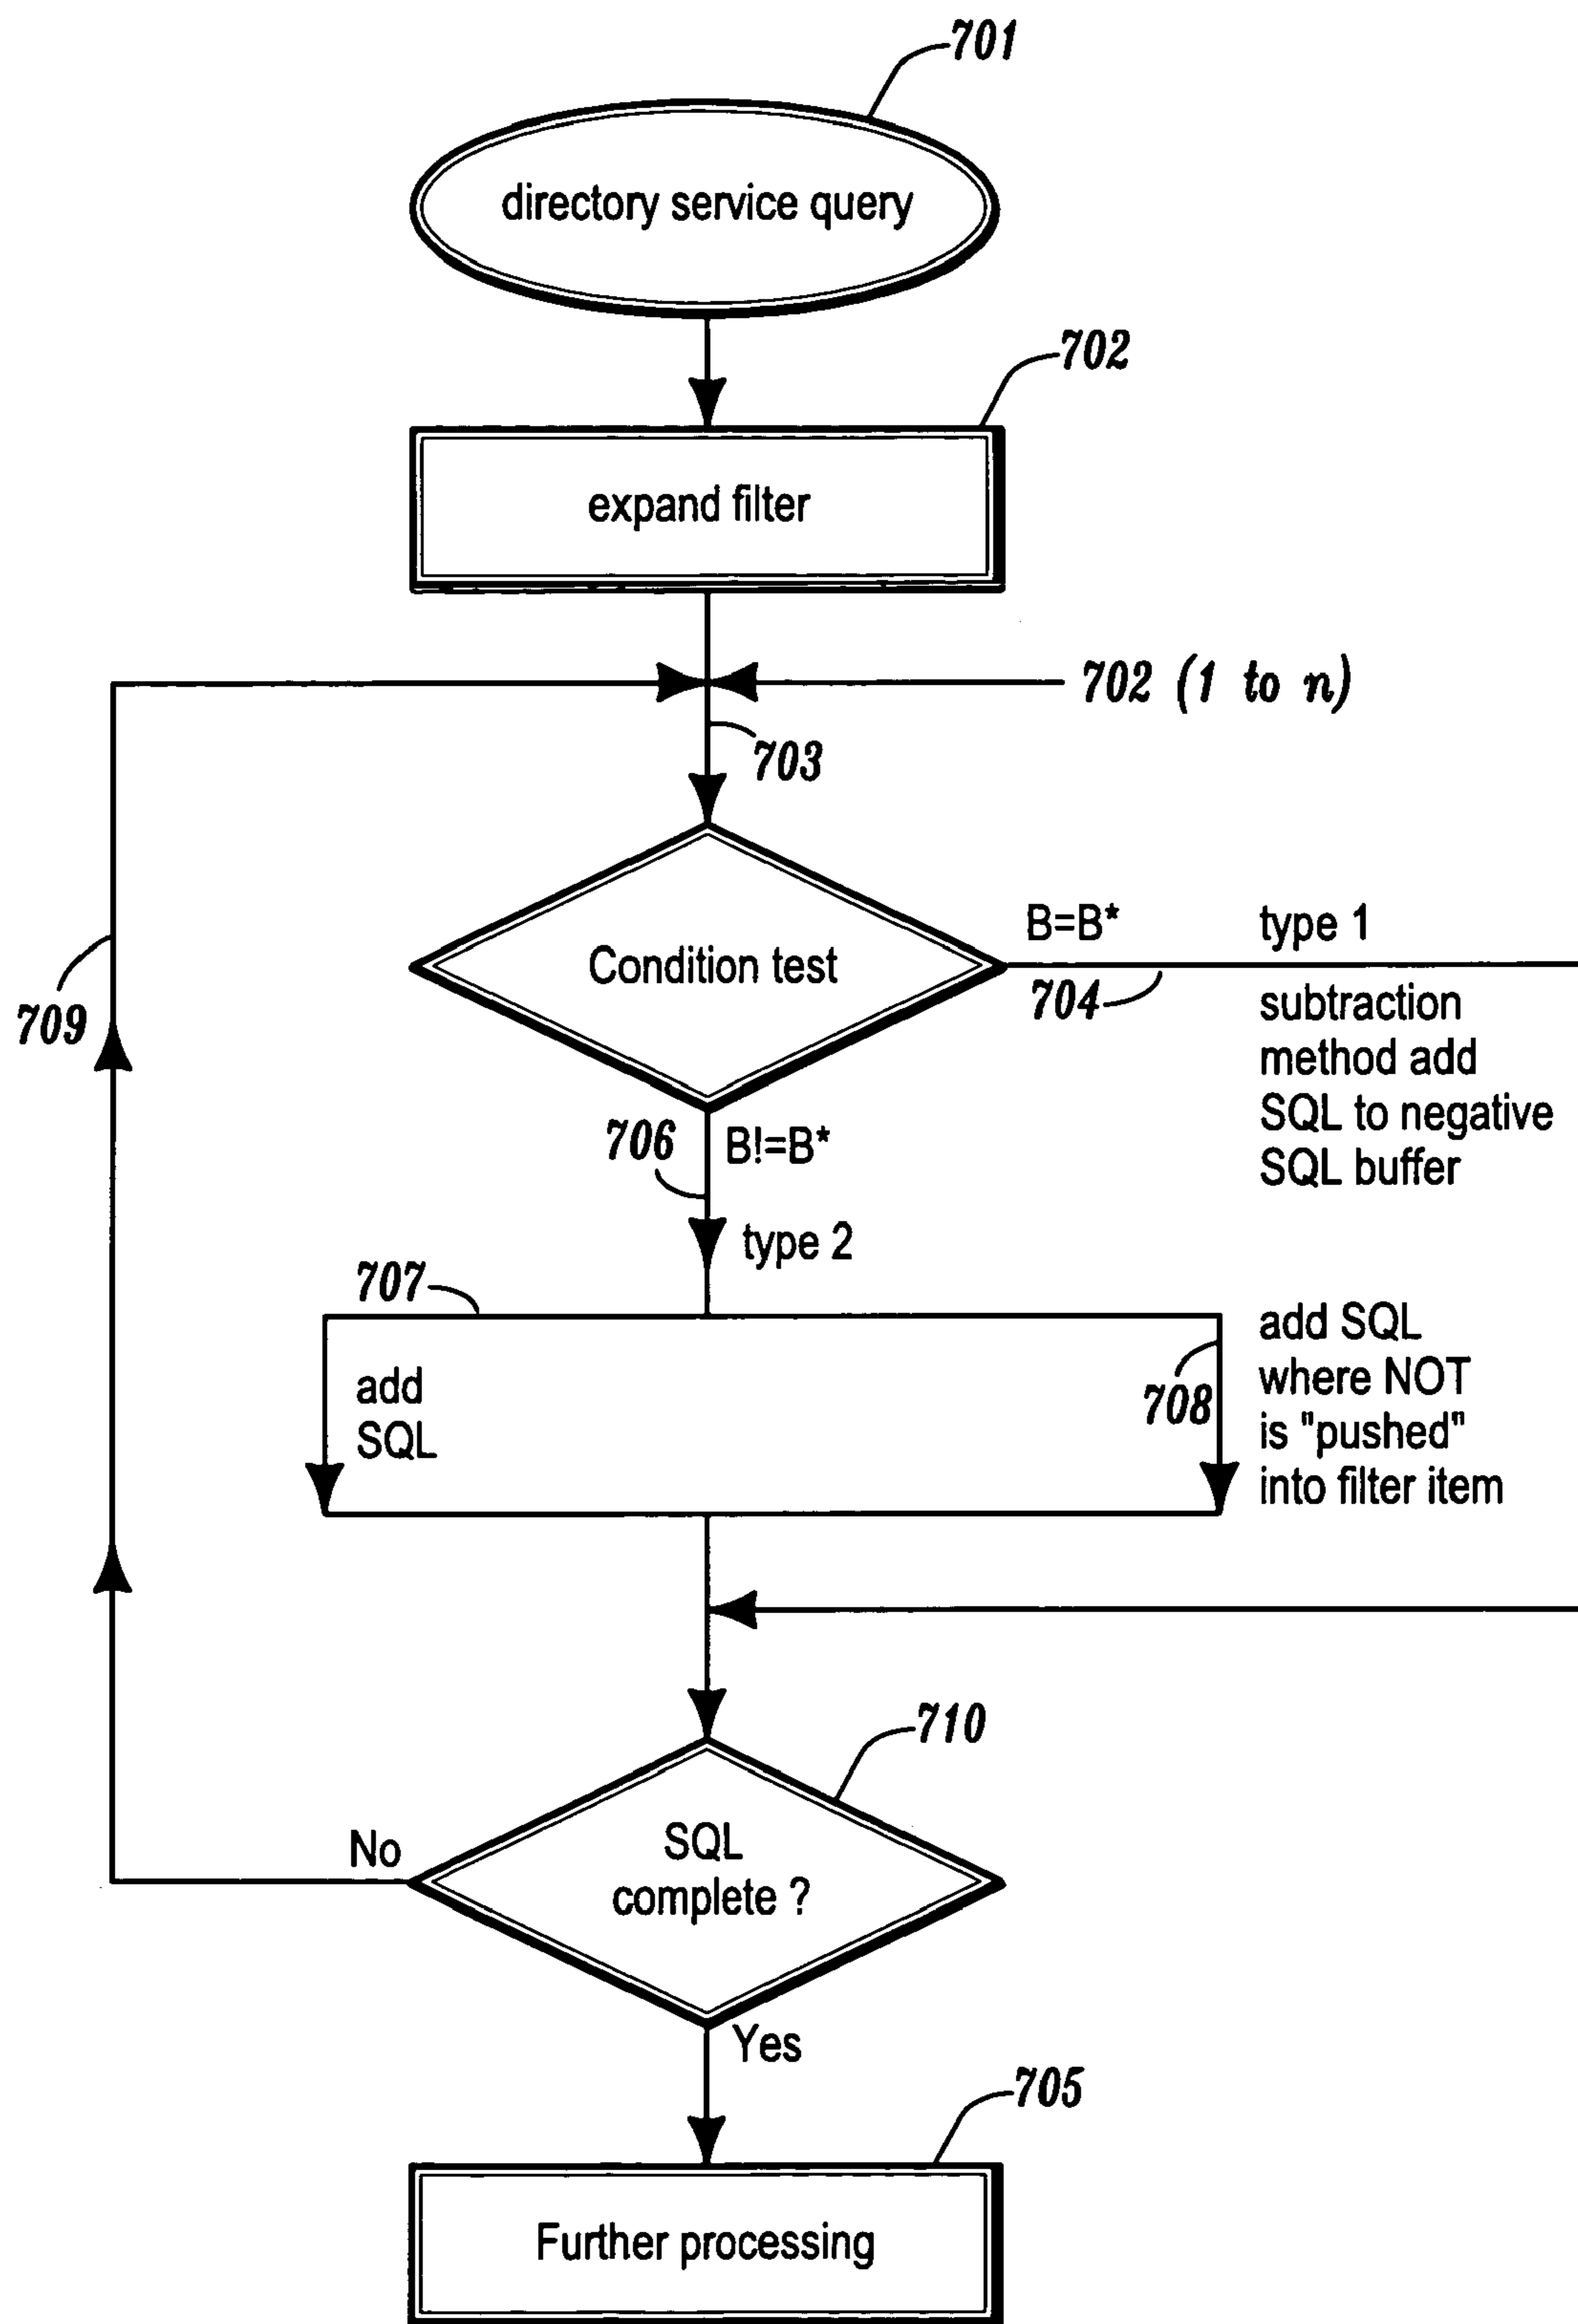 701
directory service query
702
expand filter
702 (1 to n)
703
Condition test
B=B*
type 1
704
subtraction
method add
SQL to negative
SQL buffer
709
706
B!=B*
type 2
707
add
SQL
708
add SQL
where NOT
is "pushed"
into filter item
710
SQL
complete ?
No
Yes
705
Further processing